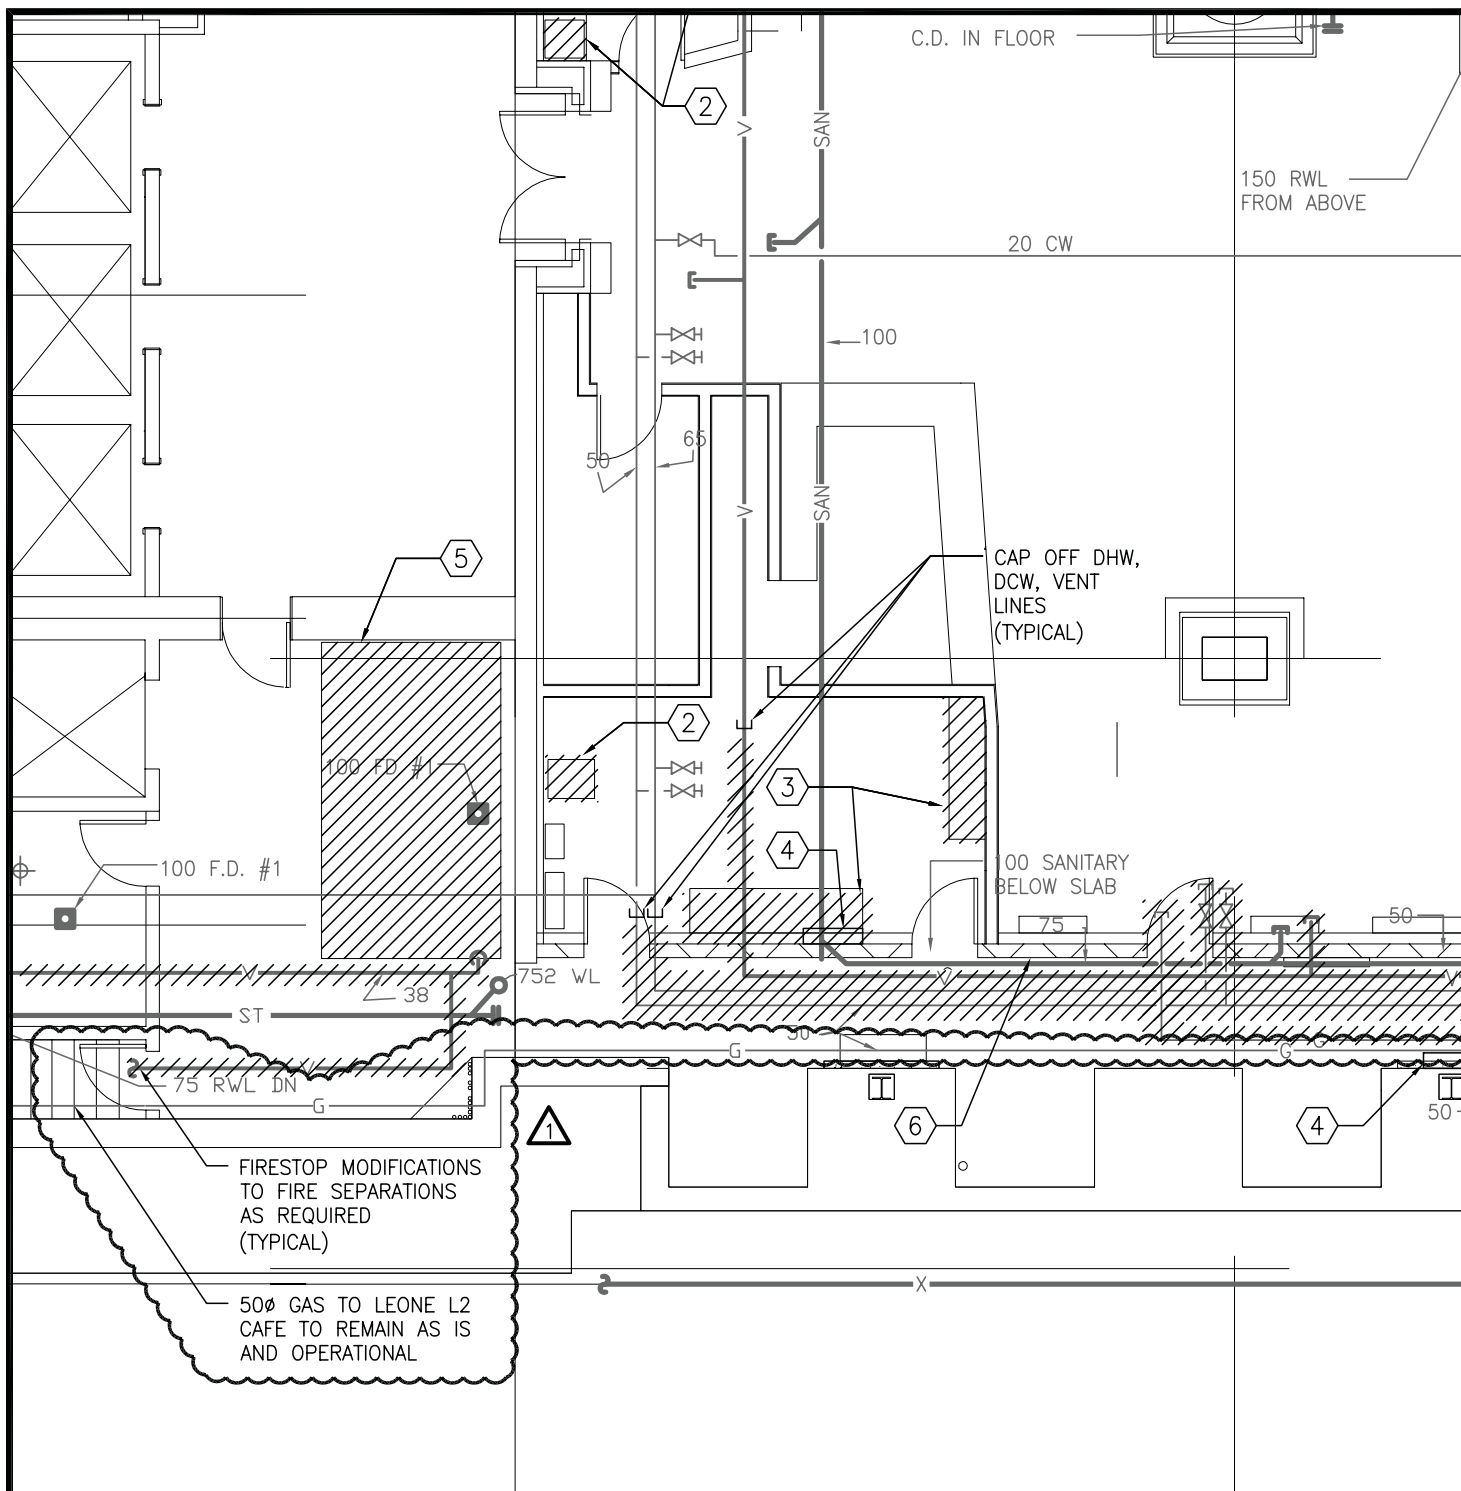 C.D. IN FLOOR
2
V
SAN
150 RWL
FROM ABOVE
20 CW
100
65
50
V
SAN
5
CAP OFF DHW,
DCW, VENT
LINES
(TYPICAL)
2
100 FD #1
3
4
100 F.D. #1
100 SANITARY
BELOW SLAB
75
50
V
38
752 WL
V
V
ST
50
G
G
G
V
75 RWL DN
G
1
6
4
50
FIRESTOP MODIFICATIONS
TO FIRE SEPARATIONS
AS REQUIRED
(TYPICAL)
X
50ø GAS TO LEONE L2
CAFE TO REMAIN AS IS
AND OPERATIONAL